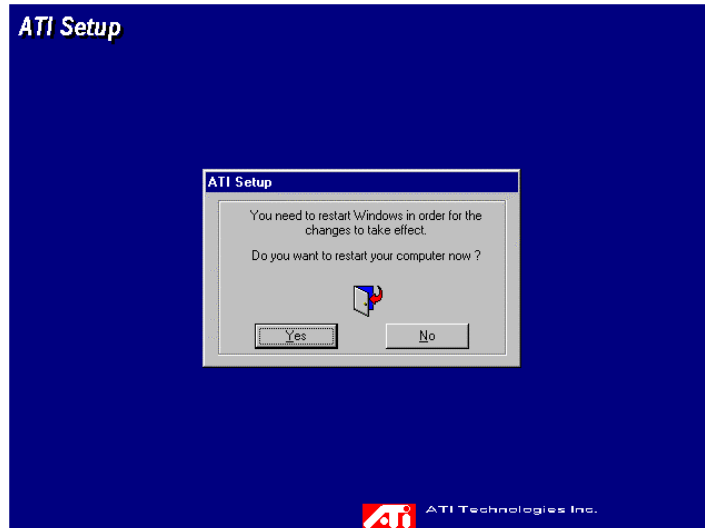 ATI Setup
ATI Setup
You need to restart Windows in order for the
changes to take effect.
Do you want to restart your computer now ?
Yes
No
ATI
ATI Technologies Inc.